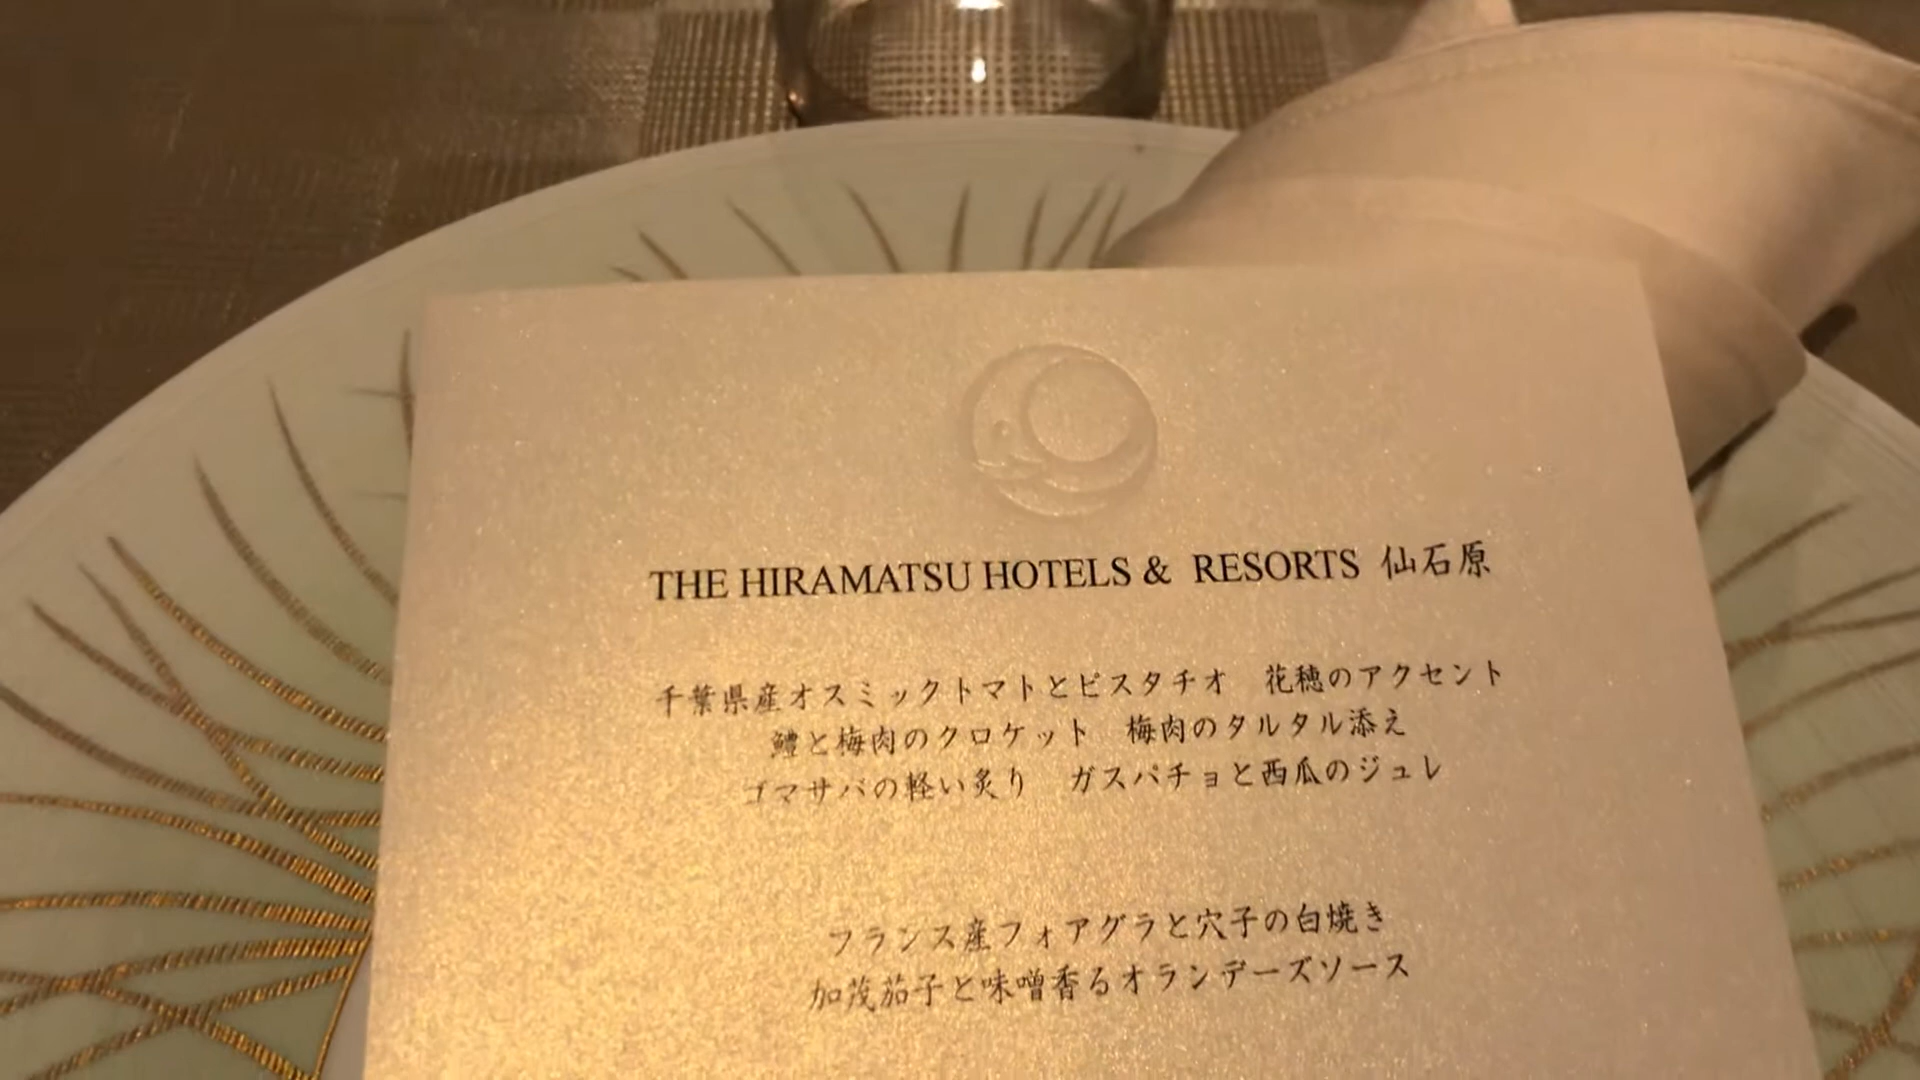 THE HIRAMATSU HOTELS & RESORTS 仙石原
千葉県産オスミックトマトとピスタチオ 花穂のアクセント
鱧と梅肉のクロケット 梅肉のタルタル添え
ゴマサバの軽い炙り ガスパチョと西瓜のジュレ
フランス産フォアグラと穴子の白焼き
加茂茄子と味噌香るオランデーズソース